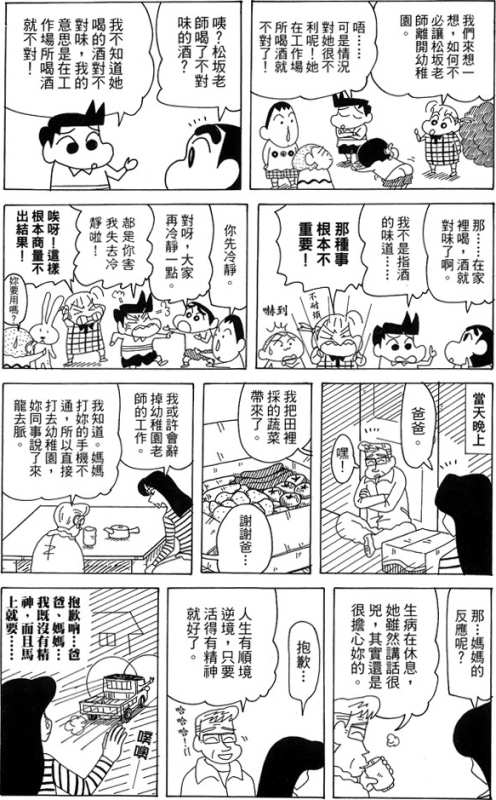 我們來想一
想，如何不
必讓松坂老
師離開幼稚
園。
唔……
可是情況
對她很不
利呢！她
在工作場
所喝酒就
不對了！
咦？松坂老
師喝了不對
味的酒？
我不知道她
喝的酒對不
對味，我的
意思是在工
作場所喝酒
就不對！
那……在家
裡喝，酒就
對味了啊。
我不是指酒
的味道……
那種事
根本不
重要！
不耐煩
嚇到
你先冷靜。
對呀，大家
再冷靜一點。
都是你害
我失去冷
靜啦！
唉呀！這樣
根本商量不
出結果！
妳要用嗎？
當天晚上
爸爸。
嘿！
我把田裡
採的蔬菜
帶來了。
謝謝爸…
我或許會辭
掉幼稚園老
師的工作。
我知道。媽媽
打妳的手機不
通，所以直接
打去幼稚園，
妳同事說了來
龍去脈。
那…媽媽的
反應呢？
生病在休息，
她雖然講話很
兇，其實還是
很擔心妳的。
抱歉…
人生有順境
逆境，只要
活得有精神
就好了。
抱歉喲…爸
爸、媽媽…
我既沒有精
神，而且馬
上就要……
噗噢